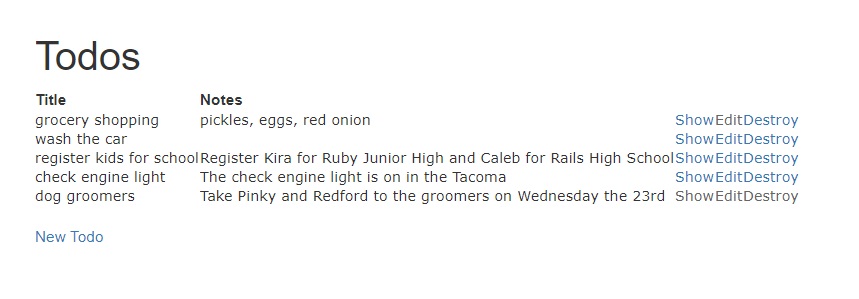 Todos
Title Notes
grocery shopping pickles, eggs, red onion ShowEditDestroy
wash the car ShowEditDestroy
register kids for school Register Kira for Ruby Junior High and Caleb for Rails High School ShowEditDestroy
check engine light The check engine light is on in the Tacoma ShowEditDestroy
dog groomers Take Pinky and Redford to the groomers on Wednesday the 23rd ShowEditDestroy
New Todo